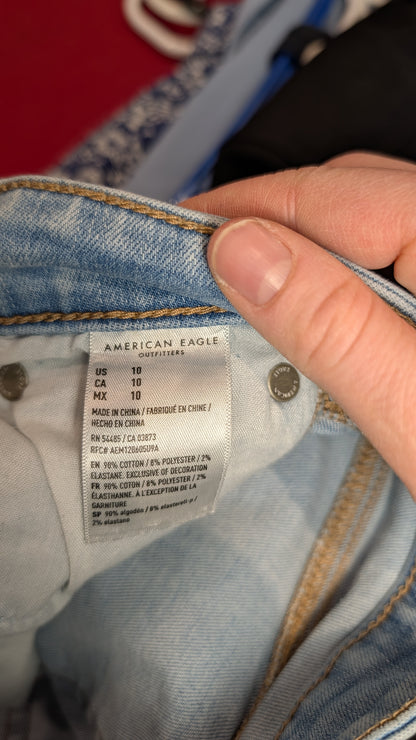 AMERICAN EAGLE
OUTFITTERS
US 10
CA 10
MX 10
MADE IN CHINA / FABRIQUÉ EN CHINE /
HECHO EN CHINA
RN 54485 / CA 03873
RFC# AEM120605U9A
EN 90% COTTON / 8% POLYESTER / 2%
ELASTANE. EXCLUSIVE OF DECORATION
FR 90% COTON / 8% POLYESTER / 2%
ÉLASTHANNE. À L'EXCEPTION DE LA
GARNITURE
SP 90% algodón / 8% elasterell-p /
2% elastano